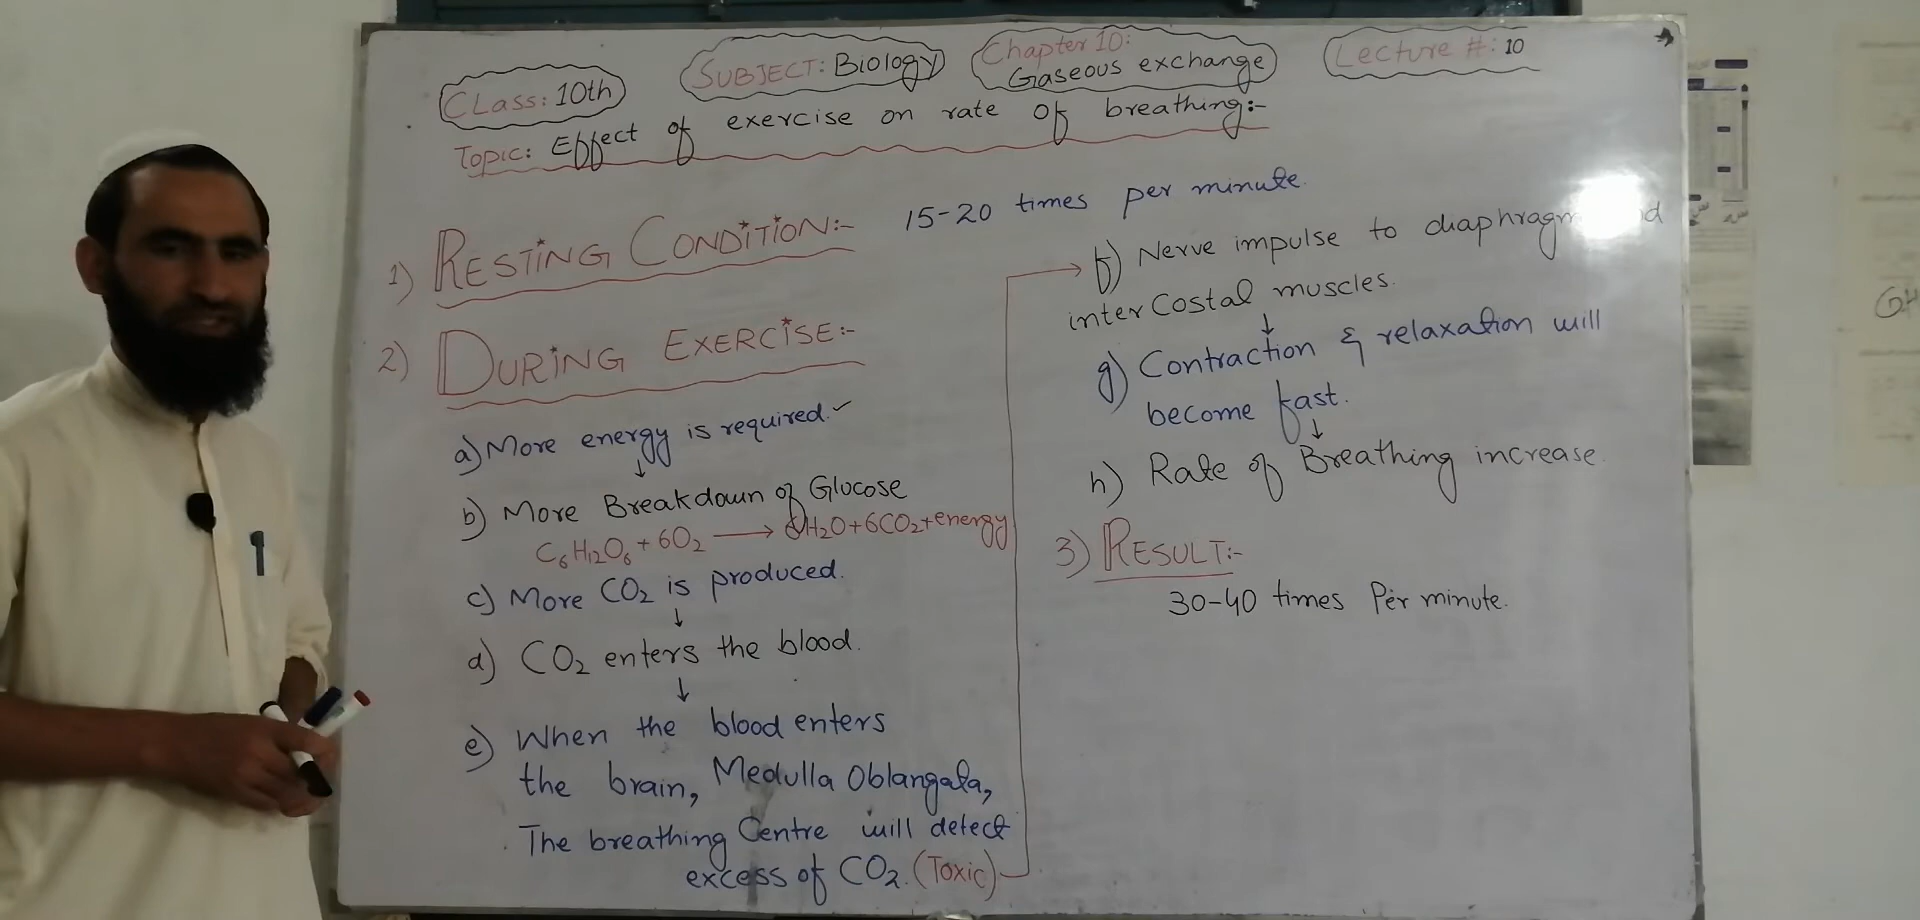 Class: 10th
SUBJECT: Biology
Chapter 10:
Gaseous exchange
Lecture #: 10
Topic: Effect of exercise on rate of breathing:-
1) RESTING CONDITION:- 15-20 times per minute.
2) DURING EXERCISE:-
a) More energy is required. ✓
↓
b) More Breakdown of Glucose
C₆H₁₂O₆ + 6O₂ → 6H₂O + 6CO₂ + energy
c) More CO₂ is produced.
↓
d) CO₂ enters the blood.
↓
e) When the blood enters
the brain, Medulla Oblangata,
The breathing Centre will detect
excess of CO₂. (Toxic)
f) Nerve impulse to diaphragm
inter Costal muscles.
↓
g) Contraction & relaxation will
become fast.
↓
h) Rate of Breathing increase.
3) RESULT:-
30-40 times Per minute.